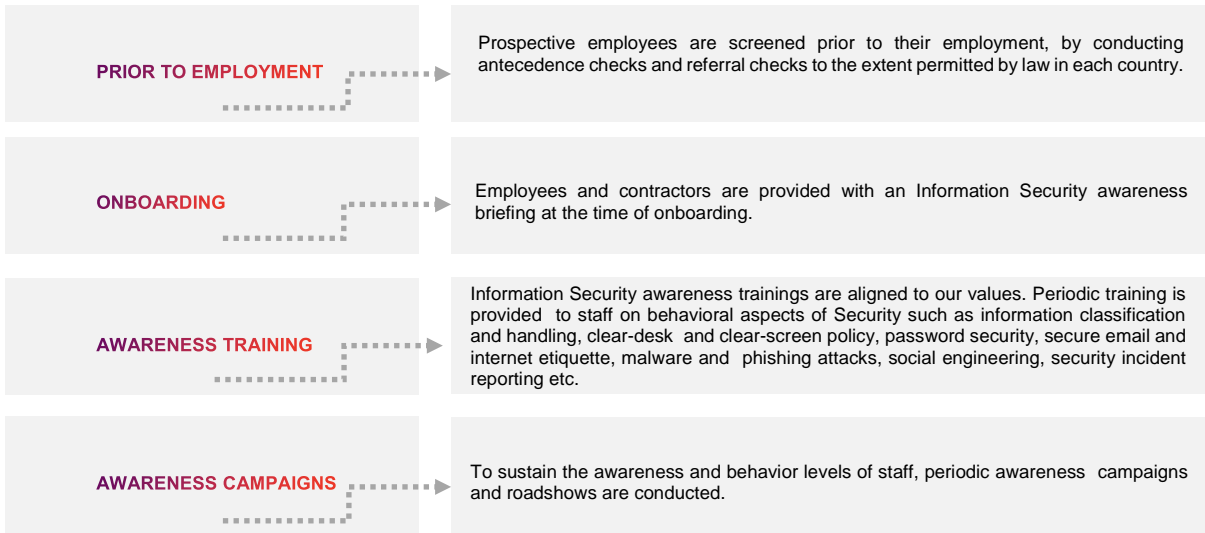 PRIOR TO EMPLOYMENT
Prospective employees are screened prior to their employment, by conducting
antecedence checks and referral checks to the extent permitted by law in each country.
ONBOARDING
Employees and contractors are provided with an Information Security awareness
briefing at the time of onboarding.
AWARENESS TRAINING
Information Security awareness trainings are aligned to our values. Periodic training is
provided to staff on behavioral aspects of Security such as information classification
and handling, clear-desk and clear-screen policy, password security, secure email and
internet etiquette, malware and phishing attacks, social engineering, security incident
reporting etc.
AWARENESS CAMPAIGNS
To sustain the awareness and behavior levels of staff, periodic awareness campaigns
and roadshows are conducted.